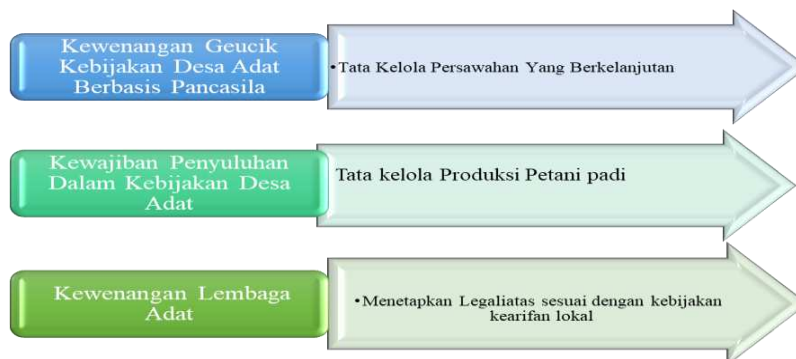 Kewenangan Geucik
Kebijakan Desa Adat
Berbasis Pancasila
•Tata Kelola Persawahan Yang Berkelanjutan
Kewajiban Penyuluhan
Dalam Kebijakan Desa
Adat
Tata kelola Produksi Petani padi
Kewenangan Lembaga
Adat
•Menetapkan Legaliatas sesuai dengan kebijakan
kearifan lokal